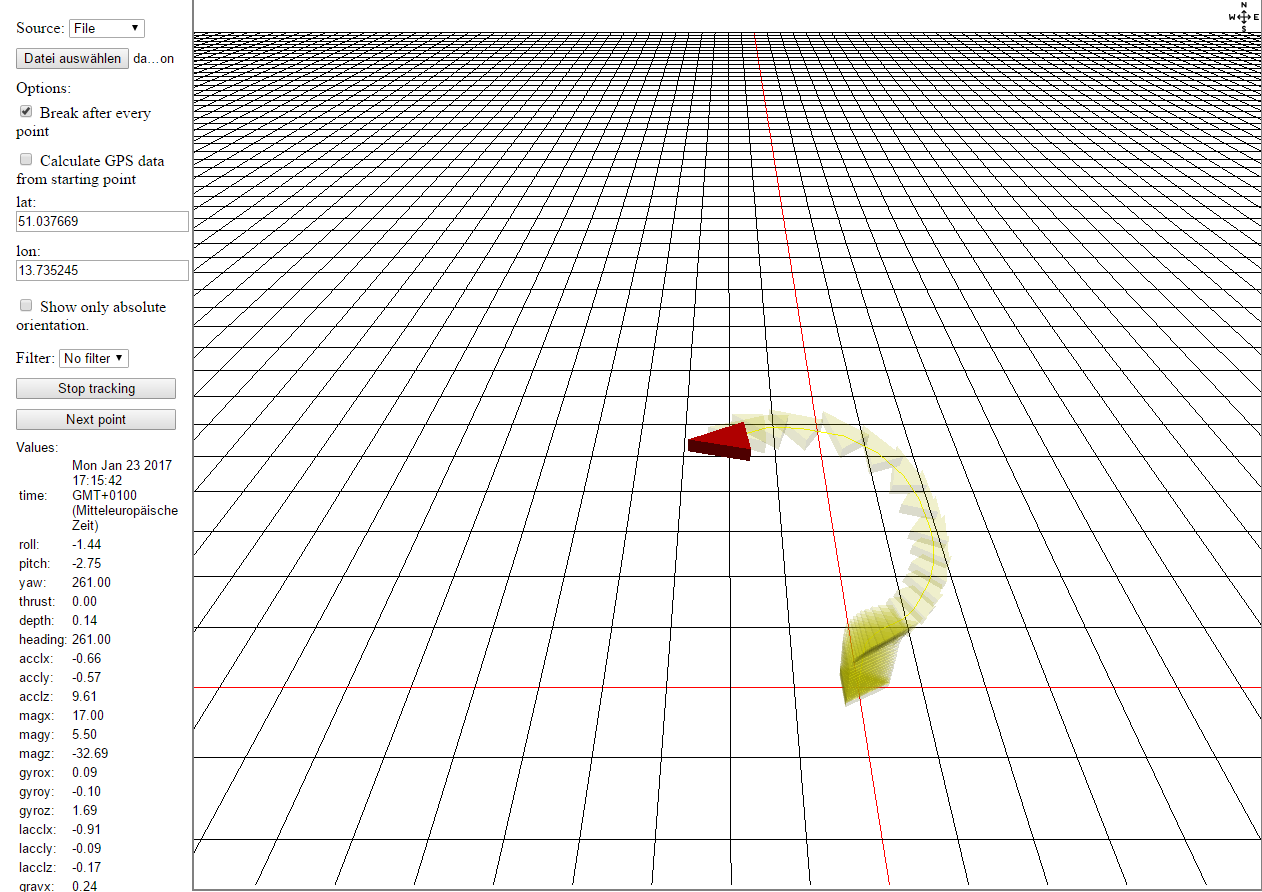 Source: File
Datei auswählen da...on
Options:
Break after every
point
Calculate GPS data
from starting point
lat:
51.037669
lon:
13.735245
Show only absolute
orientation.
Filter: No filter
Stop tracking
Next point
Values:
time: Mon Jan 23 2017
17:15:42
GMT+0100
(Mitteleuropäische
Zeit)
roll: -1.44
pitch: -2.75
yaw: 261.00
thrust: 0.00
depth: 0.14
heading: 261.00
acclx: -0.66
accly: -0.57
acclz: 9.61
magx: 17.00
magy: 5.50
magz: -32.69
gyrox: 0.09
gyroy: -0.10
gyroz: 1.69
lacclx: -0.91
laccly: -0.09
lacclz: -0.17
gravx: 0.24
N
W E
S